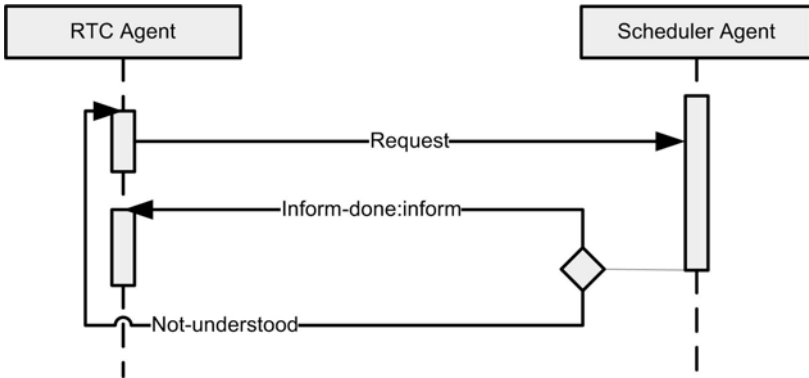 RTC Agent
Scheduler Agent
Request
Inform-done:inform
Not-understood